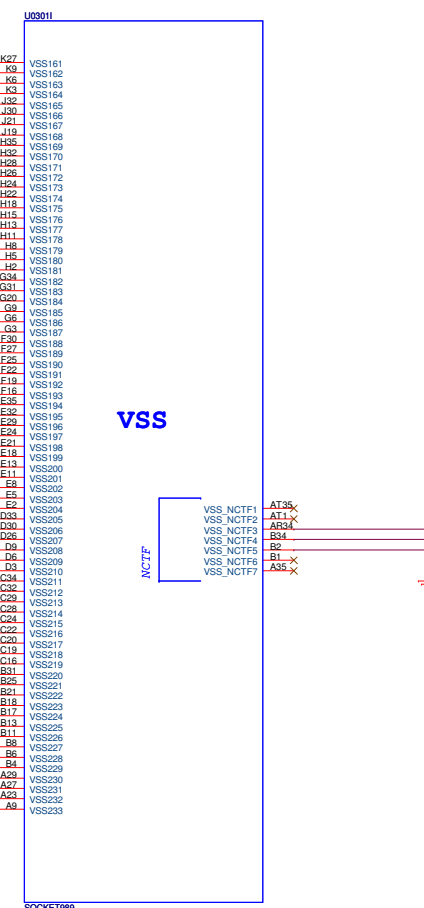 U0301I
K27 VSS161
K9 VSS162
K6 VSS163
K3 VSS164
J32 VSS165
J30 VSS166
J21 VSS167
J19 VSS168
H35 VSS169
H32 VSS170
H28 VSS171
H26 VSS172
H24 VSS173
H22 VSS174
H18 VSS175
H15 VSS176
H13 VSS177
H11 VSS178
H8 VSS179
H5 VSS180
H2 VSS181
G34 VSS182
G31 VSS183
G20 VSS184
G9 VSS185
G6 VSS186
G3 VSS187
F30 VSS188
F27 VSS189
F25 VSS190
F22 VSS191
F19 VSS192
F16 VSS193
E35 VSS194
E32 VSS195
E29 VSS196
E24 VSS197
E21 VSS198
E18 VSS199
E13 VSS200
E11 VSS201
E8 VSS202
E5 VSS203
E2 VSS204
D33 VSS205
D30 VSS206
D26 VSS207
D9 VSS208
D6 VSS209
D3 VSS210
C34 VSS211
C32 VSS212
C29 VSS213
C28 VSS214
C24 VSS215
C22 VSS216
C20 VSS217
C19 VSS218
C16 VSS219
B31 VSS220
B25 VSS221
B21 VSS222
B18 VSS223
B17 VSS224
B13 VSS225
B11 VSS226
B8 VSS227
B6 VSS228
B4 VSS229
A29 VSS230
A27 VSS231
A23 VSS232
A9 VSS233
VSS
NCTF
VSS_NCTF1 AT35
VSS_NCTF2 AT1
VSS_NCTF3 AR34
VSS_NCTF4 B34
VSS_NCTF5 B2
VSS_NCTF6 B1
VSS_NCTF7 A35
SOCKET989